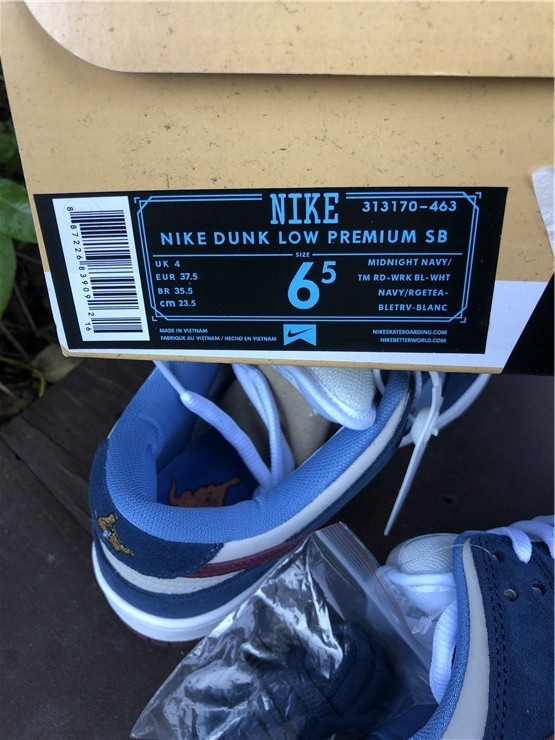 NIKE
313170-463
NIKE DUNK LOW PREMIUM SB
SIZE
UK 4
EUR 37.5
BR 35.5
cm 23.5
6⁵
MIDNIGHT NAVY/
TM RD-WRK BL-WHT
NAVY/RGETEA-
BLETRV-BLANC
MADE IN VIETNAM
FABRIQUE AU VIETNAM / HECHO EN VIETNAM
NIKESKATEBOARDING.COM
NIKEBETTERWORLD.COM